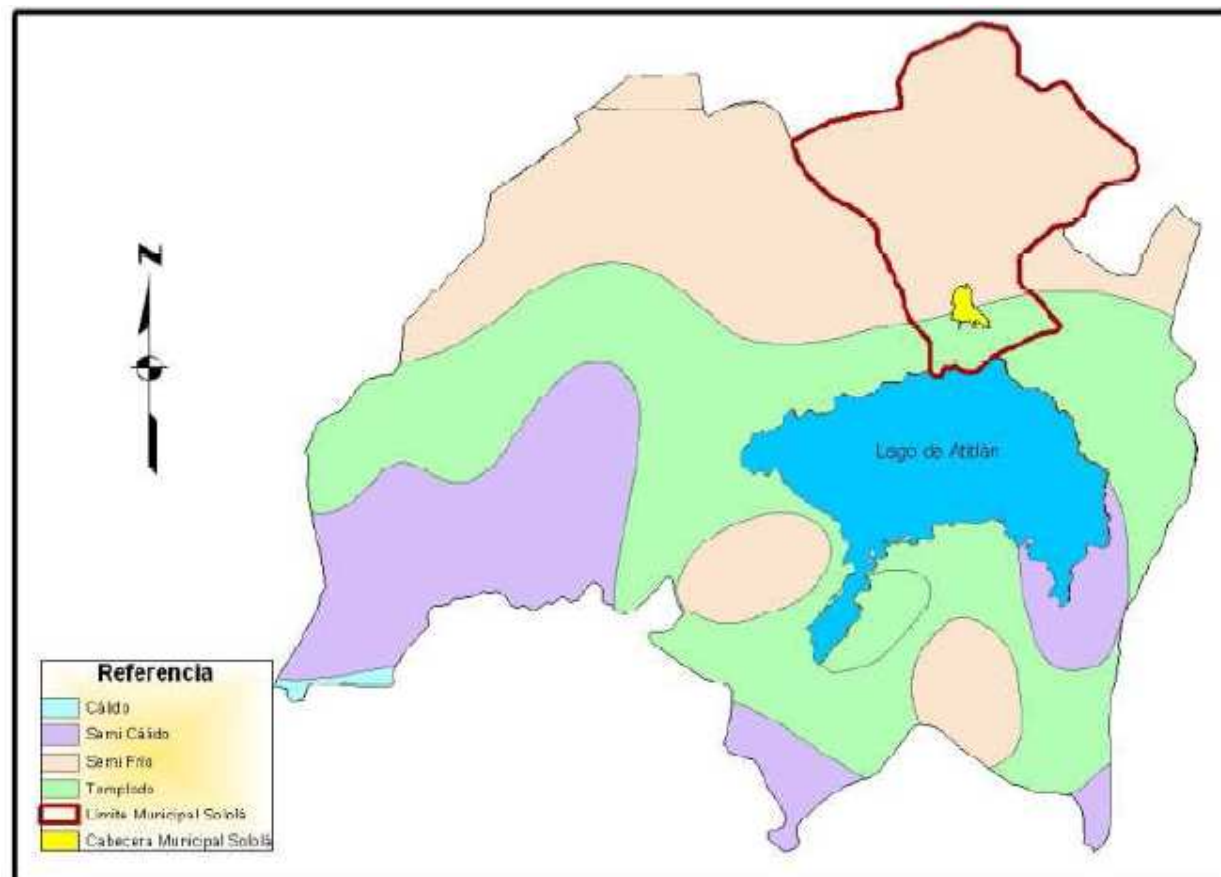 N
Lago de Atitlán
Referencia
Cálido
Semi Cálido
Semi Frío
Templado
Límite Municipal Sololá
Cabecera Municipal Sololá